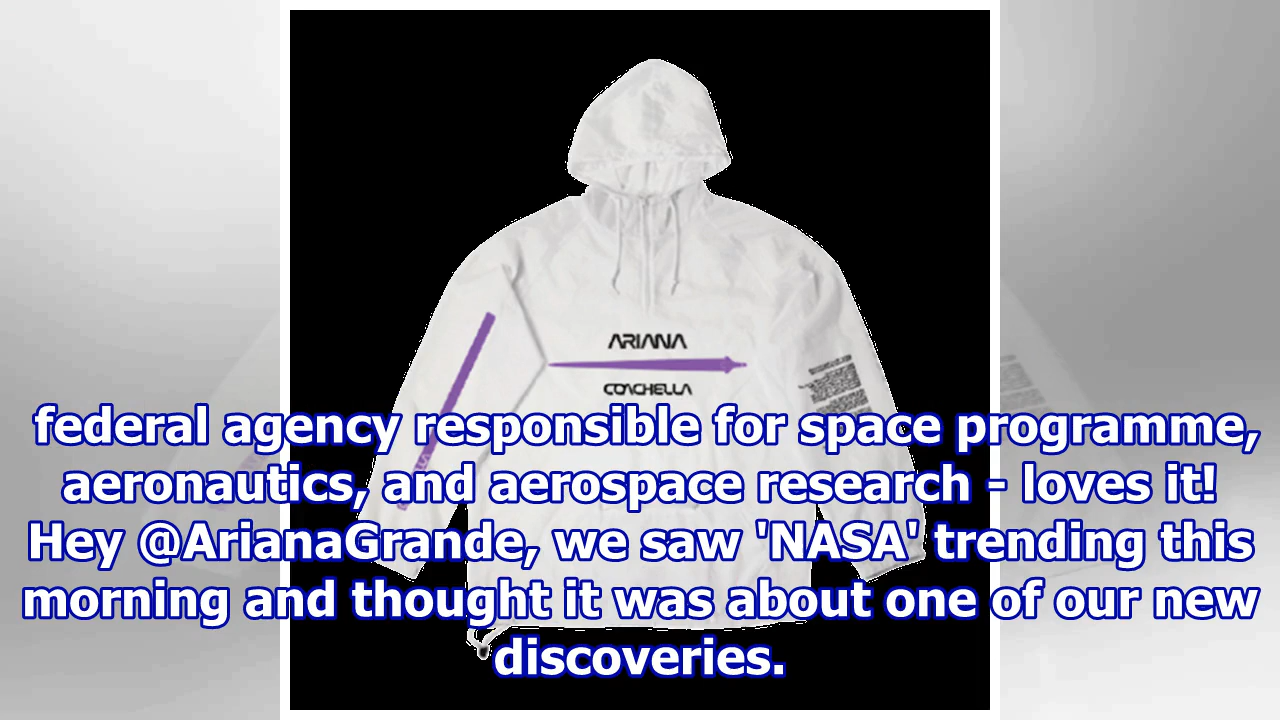 ARIANA
COACHELLA
federal agency responsible for space programme,
aeronautics, and aerospace research - loves it!
Hey @ArianaGrande, we saw 'NASA' trending this
morning and thought it was about one of our new
discoveries.